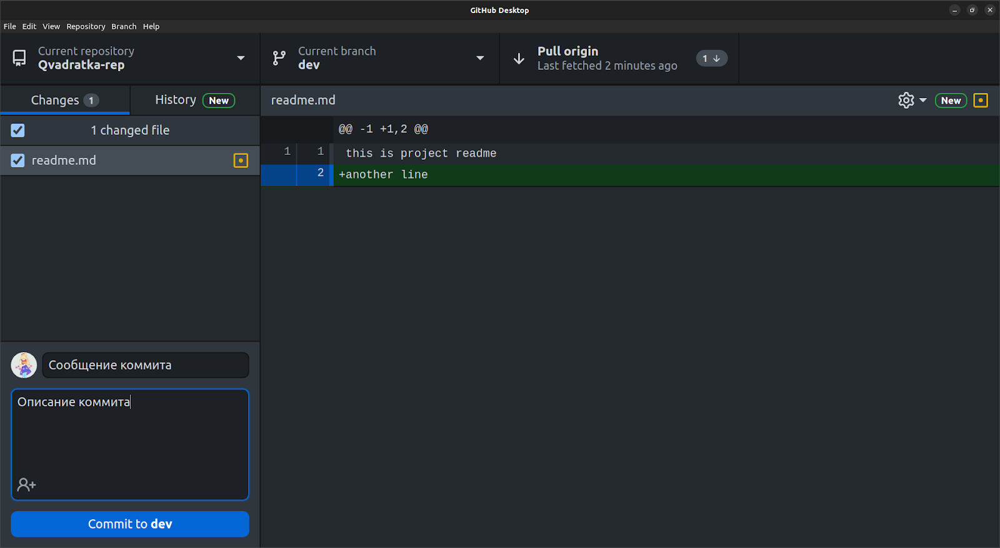 GitHub Desktop
File Edit View Repository Branch Help
Current repository
Qvadratka-rep
Current branch
dev
Pull origin
Last fetched 2 minutes ago
1
Changes 1
History New
readme.md
New
1 changed file
readme.md
@@ -1 +1,2 @@
1 1 this is project readme
2 +another line
Сообщение коммита
Описание коммита
Commit to dev